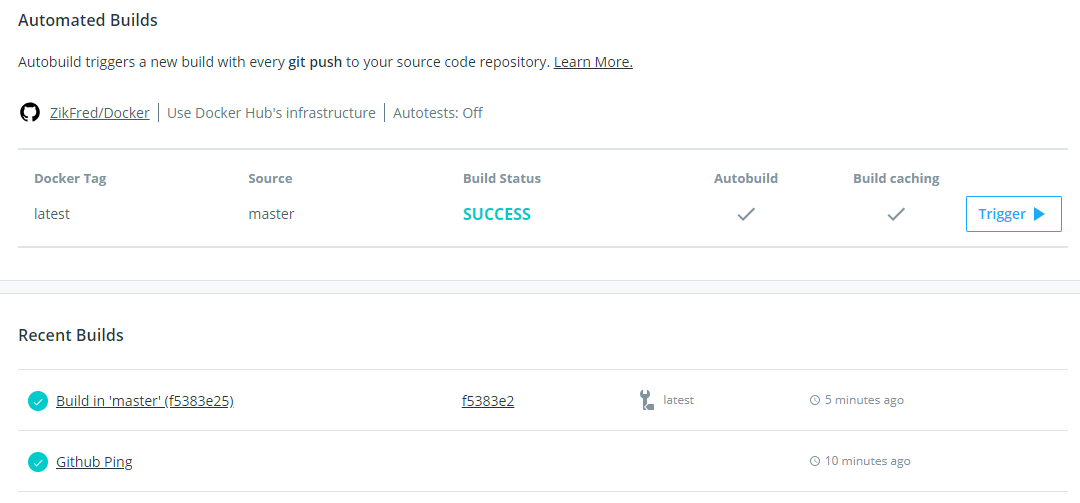 Automated Builds
Autobuild triggers a new build with every git push to your source code repository. Learn More.
ZikFred/Docker Use Docker Hub's infrastructure Autotests: Off
Docker Tag Source Build Status Autobuild Build caching
latest master SUCCESS Trigger
Recent Builds
Build in 'master' (f5383e25) f5383e2 latest 5 minutes ago
Github Ping 10 minutes ago